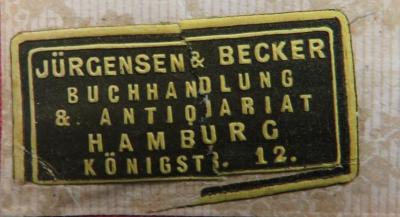 JÜRGENSEN & BECKER
BUCHHANDLUNG
& ANTIQUARIAT
HAMBURG
KÖNIGSTR. 12.